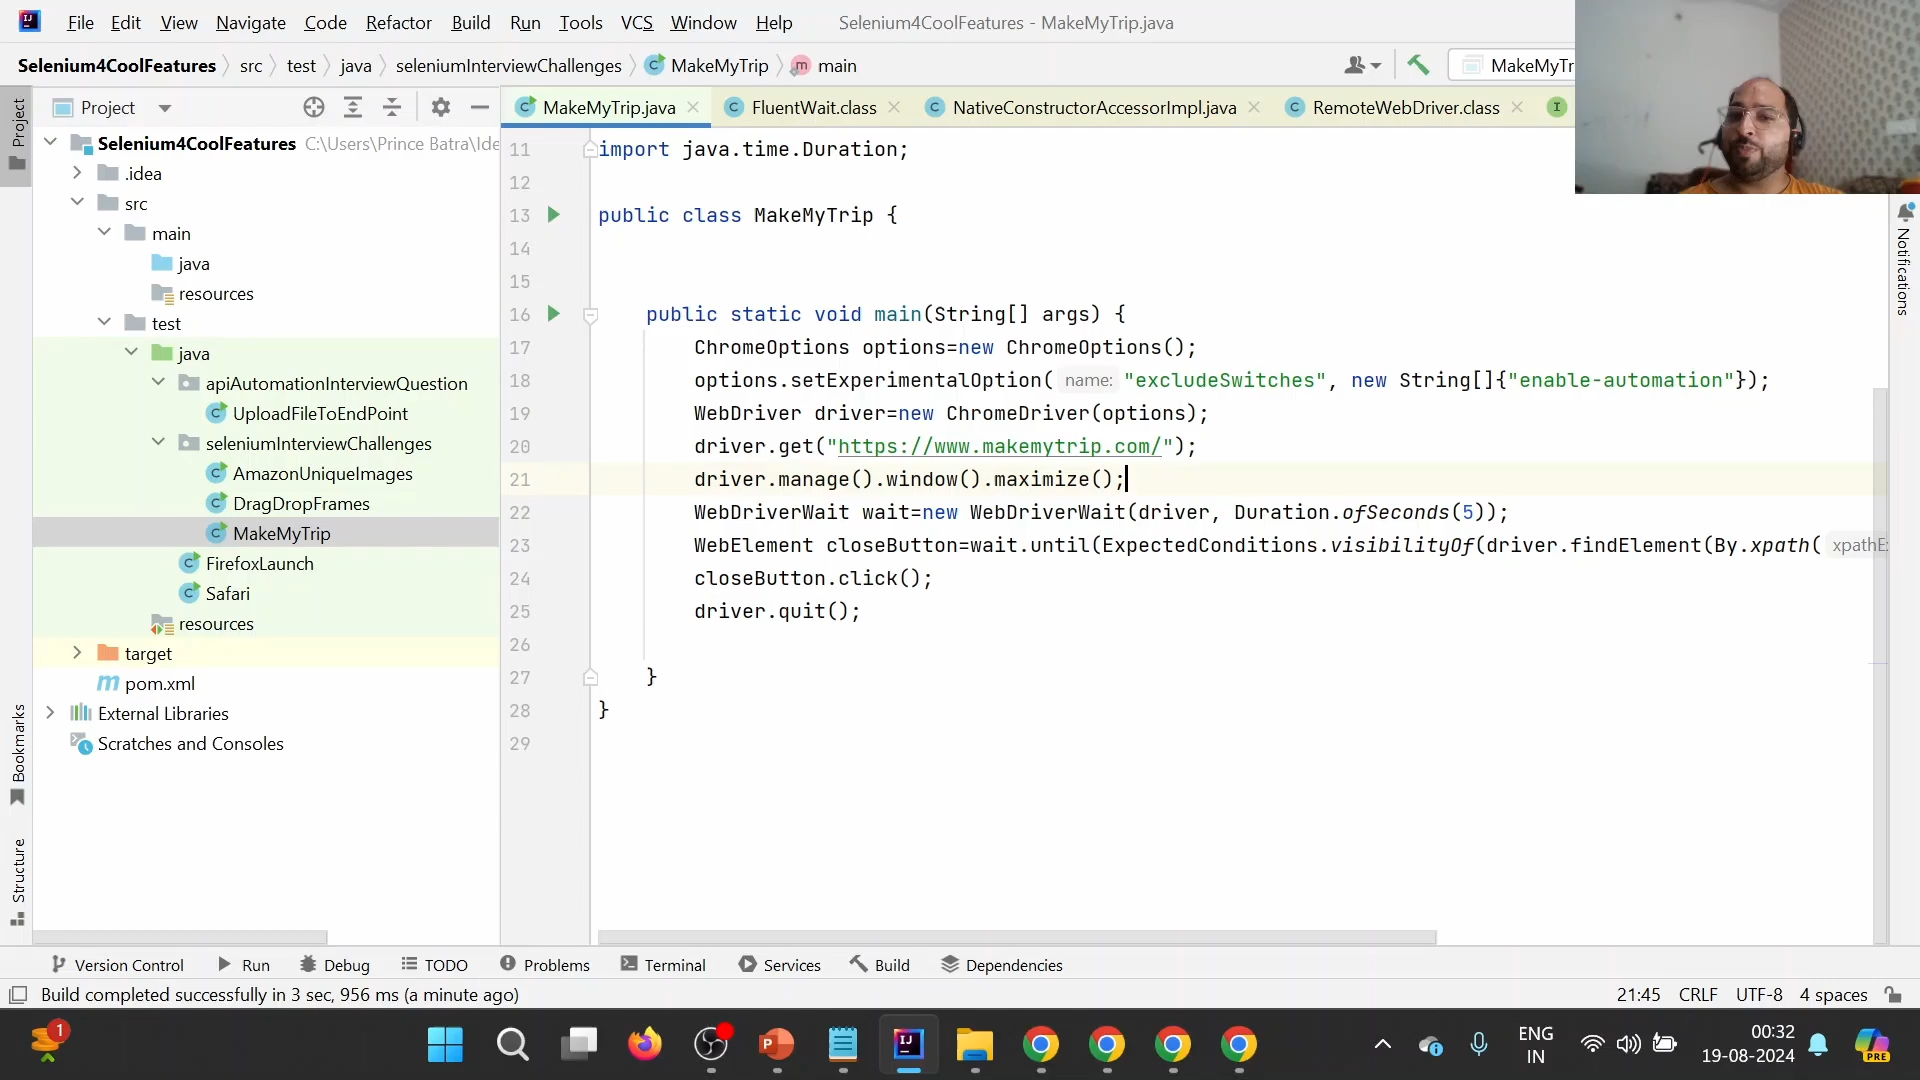 File Edit View Navigate Code Refactor Build Run Tools VCS Window Help Selenium4CoolFeatures - MakeMyTrip.java
Selenium4CoolFeatures src test java seleniumInterviewChallenges MakeMyTrip main MakeMyTr
Project
MakeMyTrip.java FluentWait.class NativeConstructorAccessorImpl.java RemoteWebDriver.class
Selenium4CoolFeatures C:\Users\Prince Batra\Ide
.idea
src
main
java
resources
test
java
apiAutomationInterviewQuestion
UploadFileToEndPoint
seleniumInterviewChallenges
AmazonUniqueImages
DragDropFrames
MakeMyTrip
FirefoxLaunch
Safari
resources
target
pom.xml
External Libraries
Scratches and Consoles
Project
Bookmarks
Structure
11 import java.time.Duration;
12
13 public class MakeMyTrip {
14
15
16 public static void main(String[] args) {
17 ChromeOptions options=new ChromeOptions();
18 options.setExperimentalOption( name: "excludeSwitches", new String[]{"enable-automation"});
19 WebDriver driver=new ChromeDriver(options);
20 driver.get("https://www.makemytrip.com/");
21 driver.manage().window().maximize();
22 WebDriverWait wait=new WebDriverWait(driver, Duration.ofSeconds(5));
23 WebElement closeButton=wait.until(ExpectedConditions.visibilityOf(driver.findElement(By.xpath( xpathE:
24 closeButton.click();
25 driver.quit();
26
27 }
28 }
29
Notifications
Version Control Run Debug TODO Problems Terminal Services Build Dependencies
Build completed successfully in 3 sec, 956 ms (a minute ago) 21:45 CRLF UTF-8 4 spaces
1
ENG
IN
00:32
19-08-2024
PRE